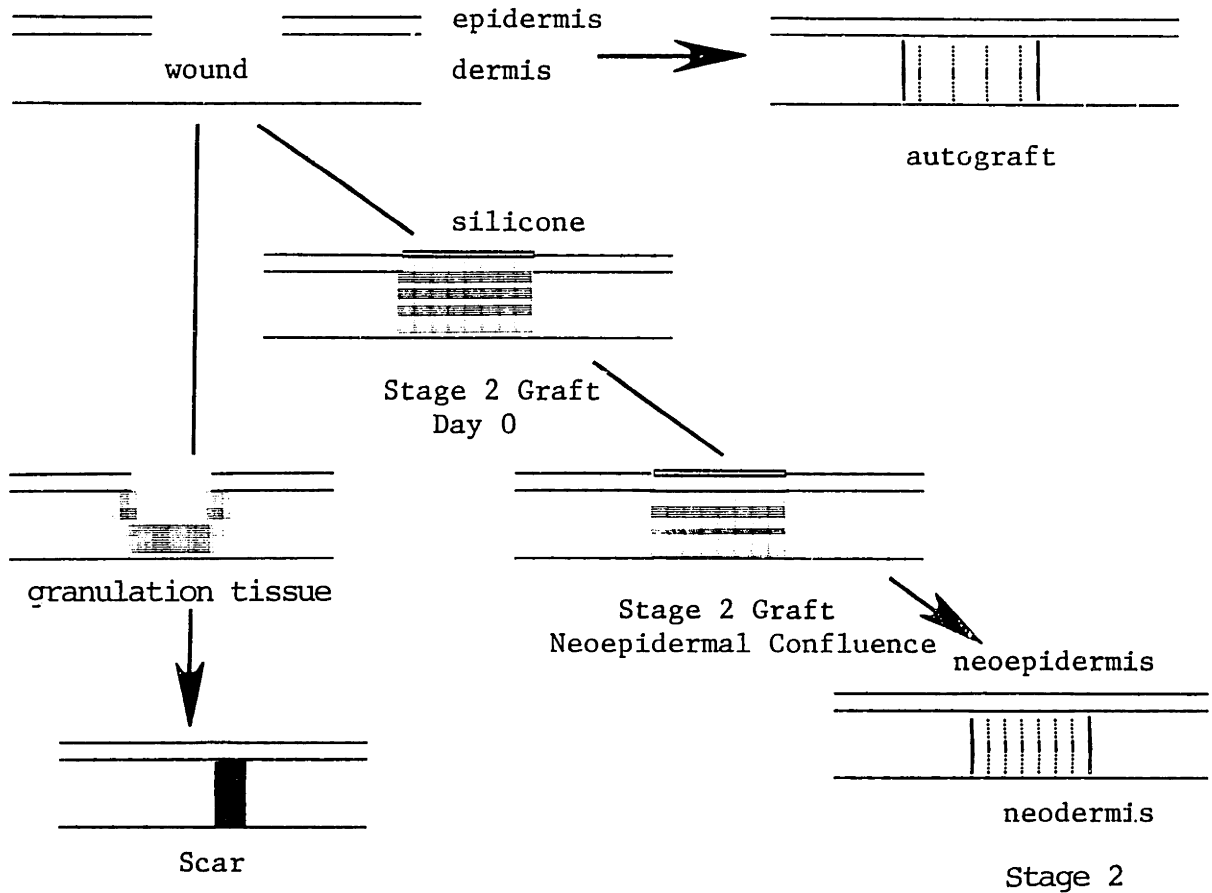 epidermis
wound
dermis
autograft
silicone
Stage 2 Graft
Day 0
granulation tissue
Stage 2 Graft
Neoepidermal Confluence
neoepidermis
Scar
neodermis
Stage 2